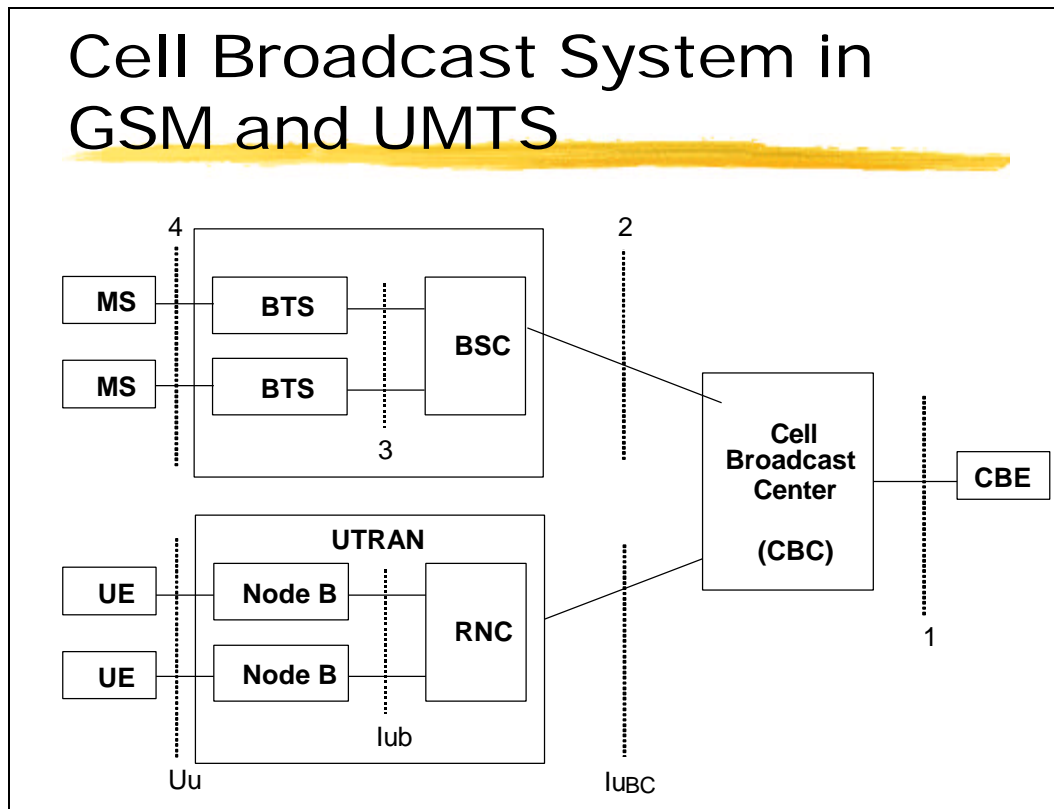 Cell Broadcast System in
GSM and UMTS
4
2
MS
BTS
BSC
MS
BTS
3
Cell
Broadcast
Center
(CBC)
CBE
1
UTRAN
UE
Node B
RNC
UE
Node B
Iub
Uu
IuBC